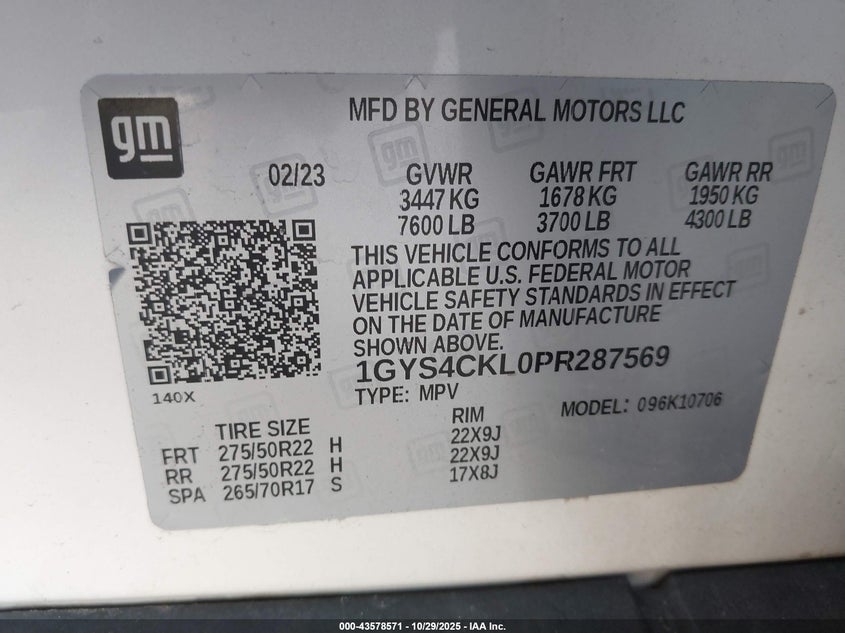 gm
MFD BY GENERAL MOTORS LLC
02/23 GVWR GAWR FRT GAWR RR
3447 KG 1678 KG 1950 KG
7600 LB 3700 LB 4300 LB
THIS VEHICLE CONFORMS TO ALL
APPLICABLE U.S. FEDERAL MOTOR
VEHICLE SAFETY STANDARDS IN EFFECT
ON THE DATE OF MANUFACTURE
SHOWN ABOVE.
1GYS4CKL0PR287569
140X
TYPE: MPV
MODEL: 096K10706
TIRE SIZE RIM
FRT 275/50R22 H 22X9J
RR 275/50R22 H 22X9J
SPA 265/70R17 S 17X8J
000-43578571 / 10/29/2025 - IAA Inc.